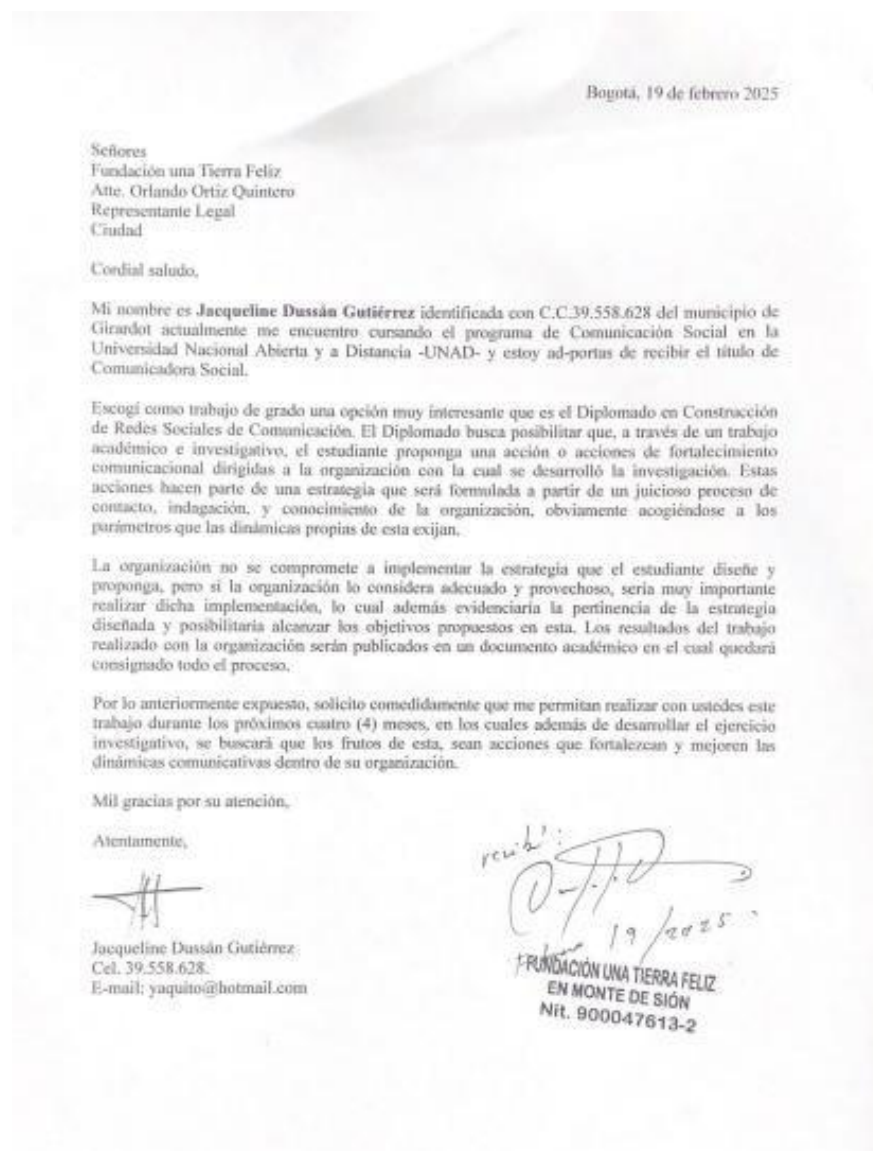 Bogotá, 19 de febrero 2025
Señores
Fundación una Tierra Feliz
Atte. Orlando Ortiz Quintero
Representante Legal
Ciudad
Cordial saludo,
Mi nombre es Jacqueline Dussán Gutiérrez identificada con C.C.39.558.628 del municipio de
Girardot actualmente me encuentro cursando el programa de Comunicación Social en la
Universidad Nacional Abierta y a Distancia -UNAD- y estoy ad-portas de recibir el título de
Comunicadora Social.
Escogí como trabajo de grado una opción muy interesante que es el Diplomado en Construcción
de Redes Sociales de Comunicación. El Diplomado busca posibilitar que, a través de un trabajo
académico e investigativo, el estudiante proponga una acción o acciones de fortalecimiento
comunicacional dirigidas a la organización con la cual se desarrolló la investigación. Estas
acciones hacen parte de una estrategia que será formulada a partir de un juicioso proceso de
contacto, indagación, y conocimiento de la organización, obviamente acogiéndose a los
parámetros que las dinámicas propias de esta exijan.
La organización no se compromete a implementar la estrategia que el estudiante diseñe y
proponga, pero si la organización lo considera adecuado y provechoso, sería muy importante
realizar dicha implementación, lo cual además evidenciaría la pertinencia de la estrategia
diseñada y posibilitaría alcanzar los objetivos propuestos en esta. Los resultados del trabajo
realizado con la organización serán publicados en un documento académico en el cual quedará
consignado todo el proceso.
Por lo anteriormente expuesto, solicito comedidamente que me permitan realizar con ustedes este
trabajo durante los próximos cuatro (4) meses, en los cuales además de desarrollar el ejercicio
investigativo, se buscará que los frutos de esta, sean acciones que fortalezcan y mejoren las
dinámicas comunicativas dentro de su organización.
Mil gracias por su atención,
Atentamente,
Jacqueline Dussán Gutiérrez
Cel. 39.558.628.
E-mail: yaquito@hotmail.com
recibí:
19/2025
FUNDACIÓN UNA TIERRA FELIZ
EN MONTE DE SIÓN
Nit. 900047613-2